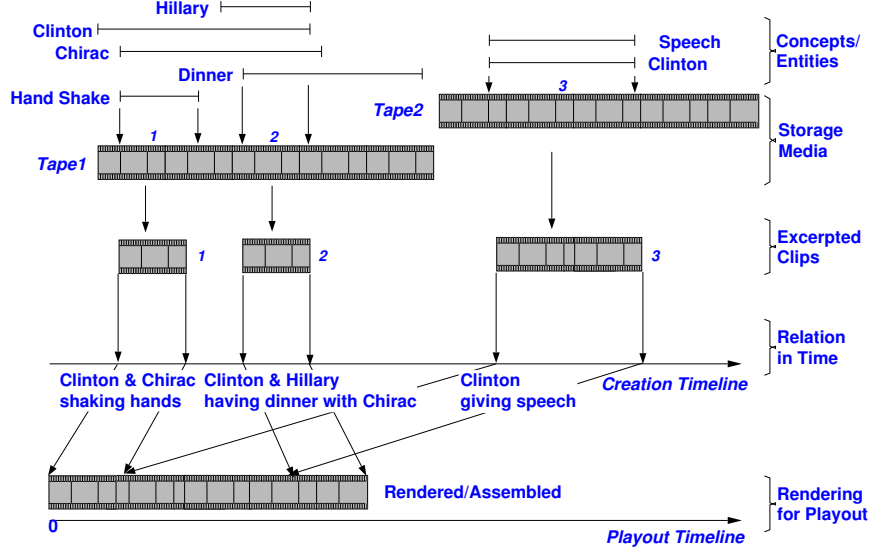 Hillary
Clinton
Chirac
Speech
Concepts/
Entities
Clinton
Dinner
Hand Shake
3
Tape2
1
2
Storage
Media
Tape1
1
2
3
Excerpted
Clips
Relation
in Time
Clinton & Chirac
shaking hands
Clinton & Hillary
having dinner with Chirac
Clinton
giving speech
Creation Timeline
Rendered/Assembled
Rendering
for Playout
0
Playout Timeline